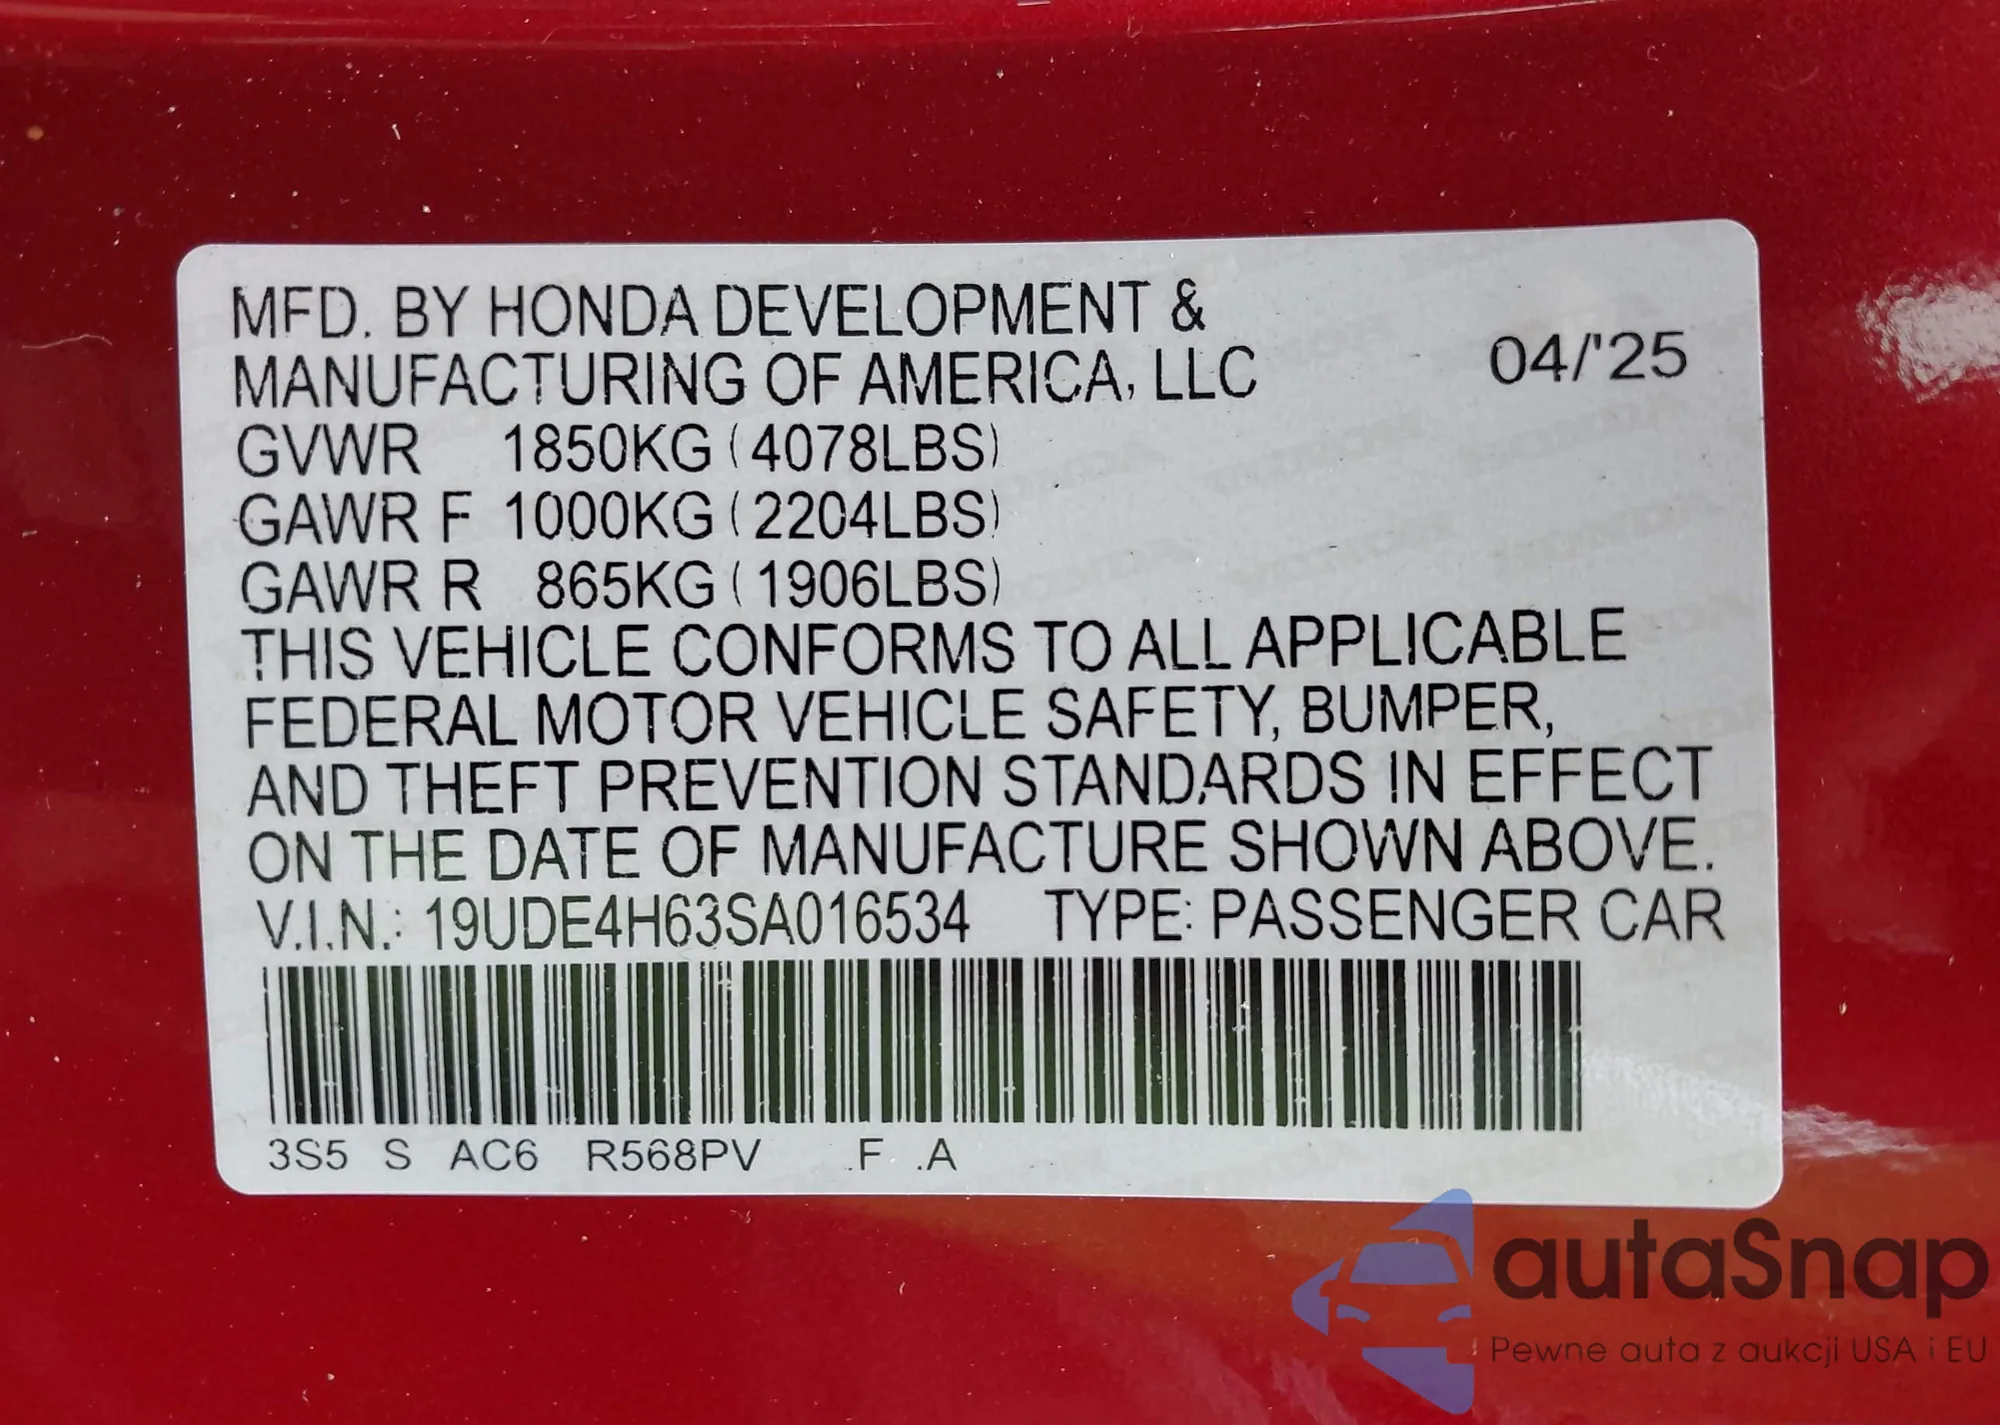 MFD. BY HONDA DEVELOPMENT &
MANUFACTURING OF AMERICA, LLC
04/'25
GVWR 1850KG (4078LBS)
GAWR F 1000KG (2204LBS)
GAWR R 865KG (1906LBS)
THIS VEHICLE CONFORMS TO ALL APPLICABLE
FEDERAL MOTOR VEHICLE SAFETY, BUMPER,
AND THEFT PREVENTION STANDARDS IN EFFECT
ON THE DATE OF MANUFACTURE SHOWN ABOVE.
V.I.N.: 19UDE4H63SA016534 TYPE: PASSENGER CAR
3S5 S AC6 R568PV .F .A
autaSnap
Pewne auta z aukcji USA i EU